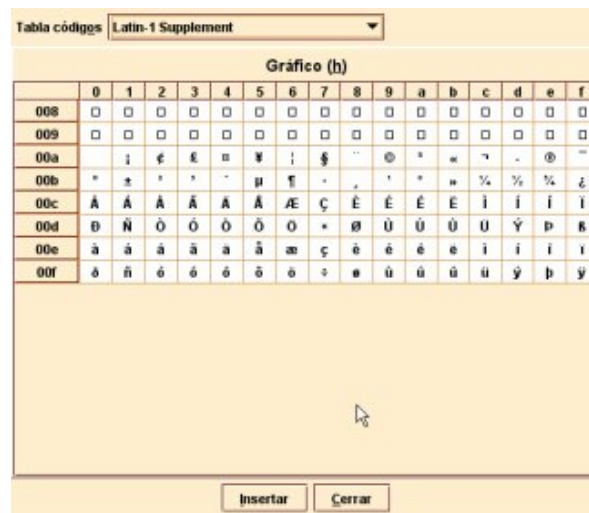 Tabla códigos Latin-1 Supplement
Gráfico (h)
0 1 2 3 4 5 6 7 8 9 a b c d e f
008 □ □ □ □ □ □ □ □ □ □ □ □ □ □ □ □
009 □ □ □ □ □ □ □ □ □ □ □ □ □ □ □ □
00a ¡ ¢ £ ¤ ¥ ¦ § ¨ © ª « ¬ - ® ¯
00b ° ± ² ³ ´ µ ¶ · ¸ ¹ º » ¼ ½ ¾ ¿
00c À Á Â Ã Ä Å Æ Ç È É Ê Ë Ì Í Î Ï
00d Ð Ñ Ò Ó Ô Õ Ö × Ø Ù Ú Û Ü Ý Þ ß
00e à á â ã ä å æ ç è é ê ë ì í î ï
00f ð ñ ò ó ô õ ö ÷ ø ù ú û ü ý þ ÿ
Insertar Cerrar